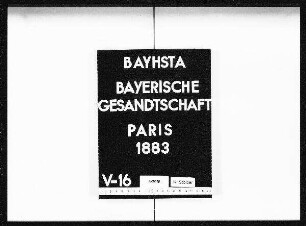 BAYHSTA
BAYERISCHE
GESANDTSCHAFT
PARIS
1883
V-16